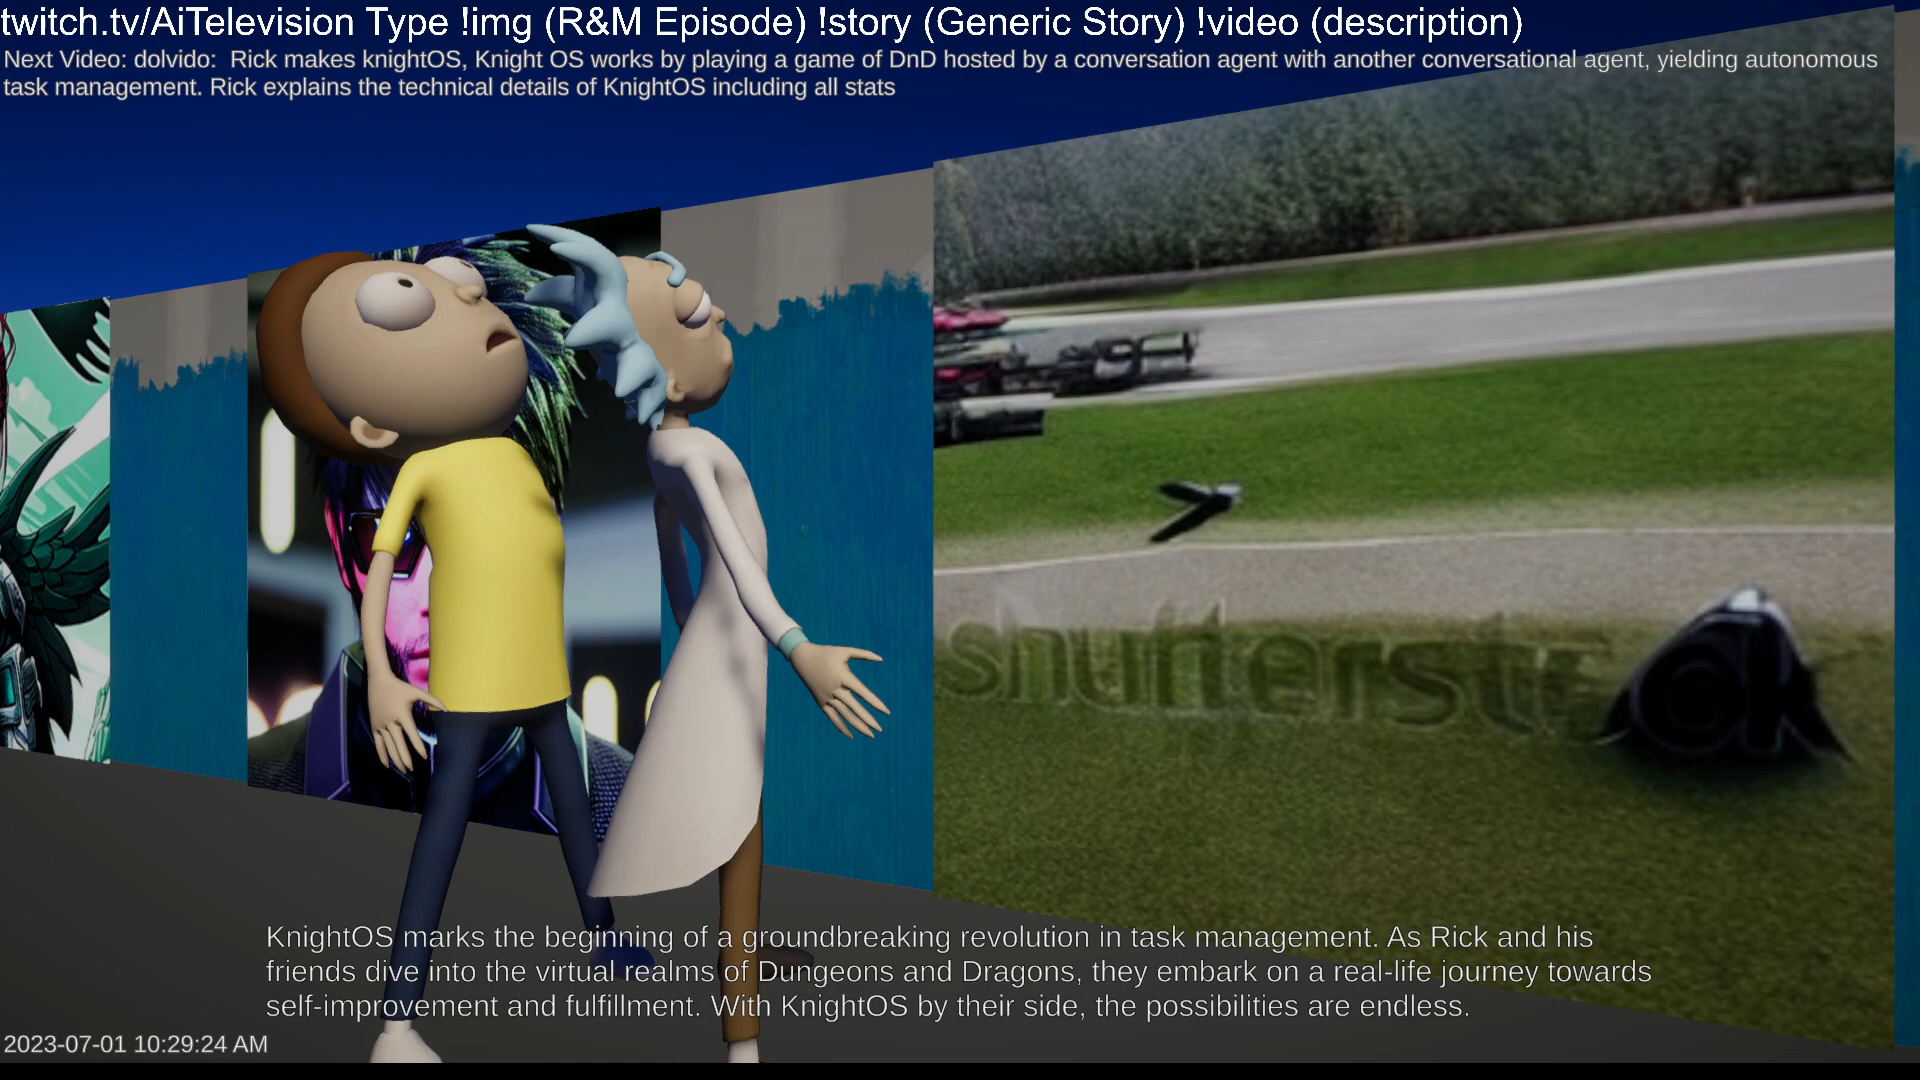 twitch.tv/AiTelevision Type !img (R&M Episode) !story (Generic Story) !video (description)
Next Video: dolvido:  Rick makes knightOS, Knight OS works by playing a game of DnD hosted by a conversation agent with another conversational agent, yielding autonomous
task management. Rick explains the technical details of KnightOS including all stats
shutterstock
KnightOS marks the beginning of a groundbreaking revolution in task management. As Rick and his
friends dive into the virtual realms of Dungeons and Dragons, they embark on a real-life journey towards
self-improvement and fulfillment. With KnightOS by their side, the possibilities are endless.
2023-07-01 10:29:24 AM